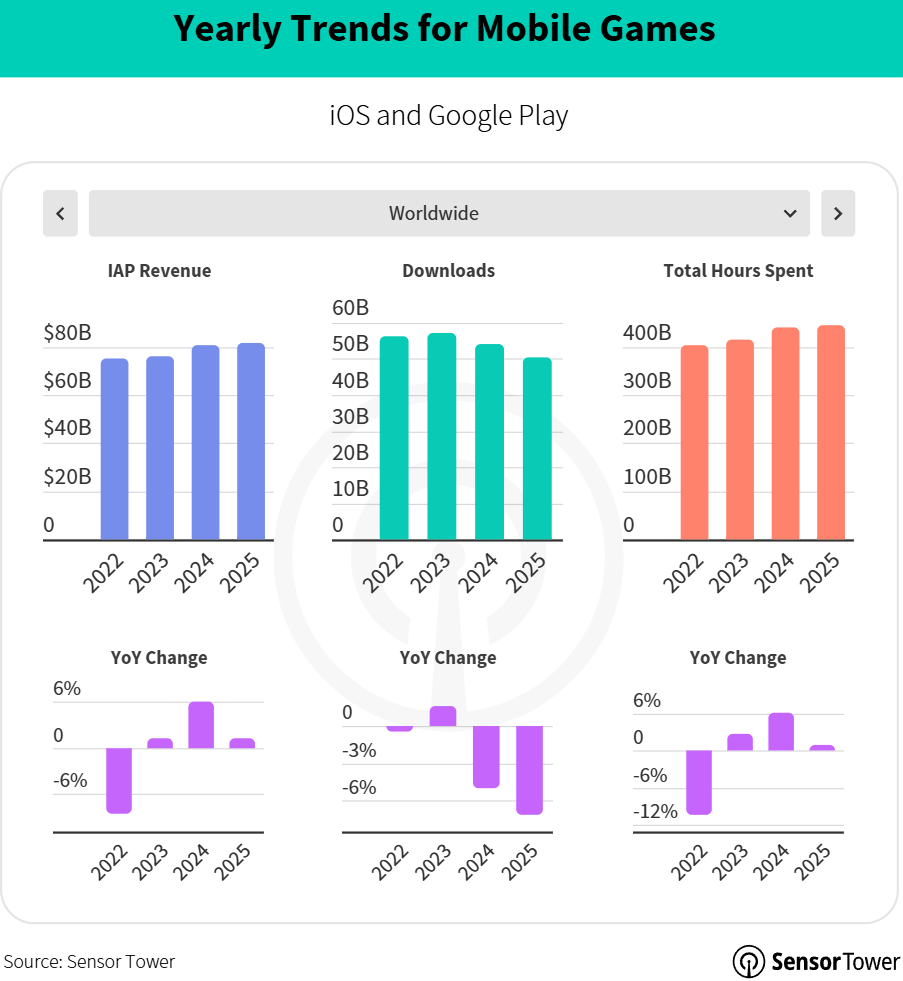 Yearly Trends for Mobile Games
iOS and Google Play
Worldwide
IAP Revenue
$80B
$60B
$40B
$20B
0
2022
2023
2024
2025
Downloads
60B
50B
40B
30B
20B
10B
0
2022
2023
2024
2025
Total Hours Spent
400B
300B
200B
100B
0
2022
2023
2024
2025
YoY Change
6%
0
-6%
2022
2023
2024
2025
YoY Change
0
-3%
-6%
2022
2023
2024
2025
YoY Change
6%
0
-6%
-12%
2022
2023
2024
2025
Source: Sensor Tower
SensorTower